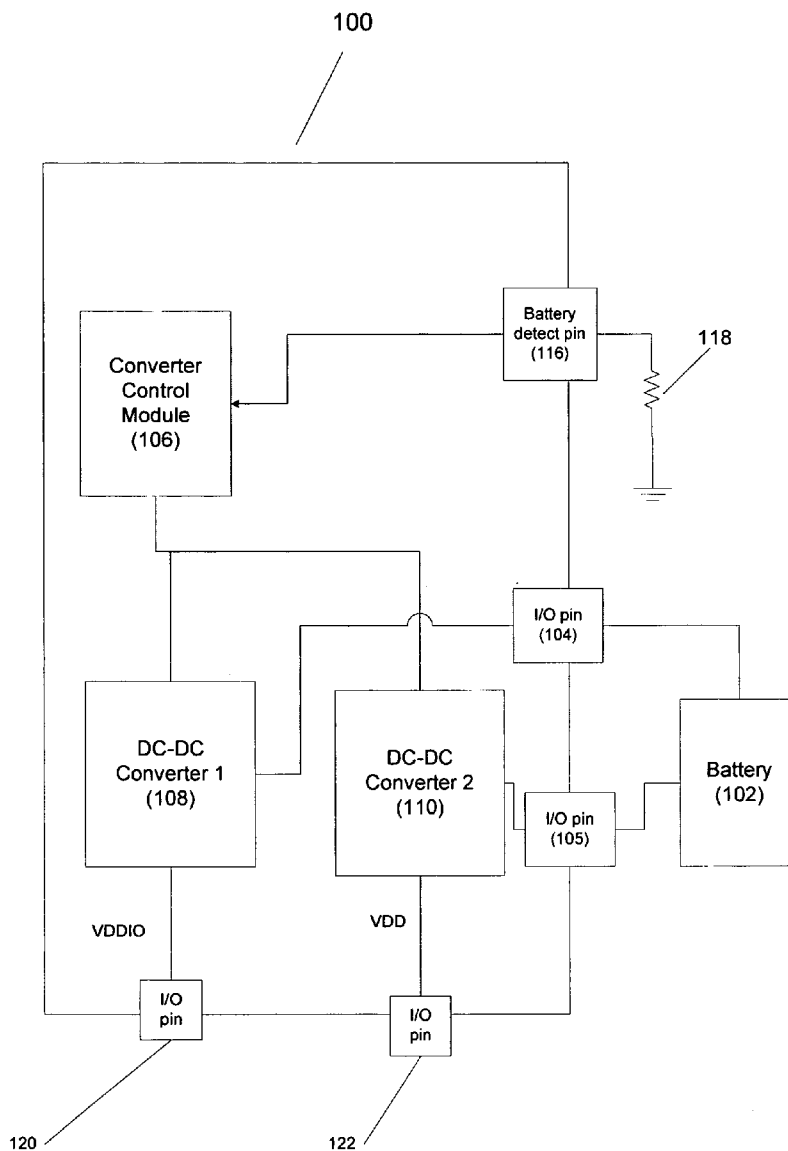 100
Battery
detect pin
(116)
118
Converter
Control
Module
(106)
I/O pin
(104)
DC-DC
Converter 1
(108)
DC-DC
Converter 2
(110)
Battery
(102)
I/O pin
(105)
VDDIO
VDD
I/O
pin
I/O
pin
120
122